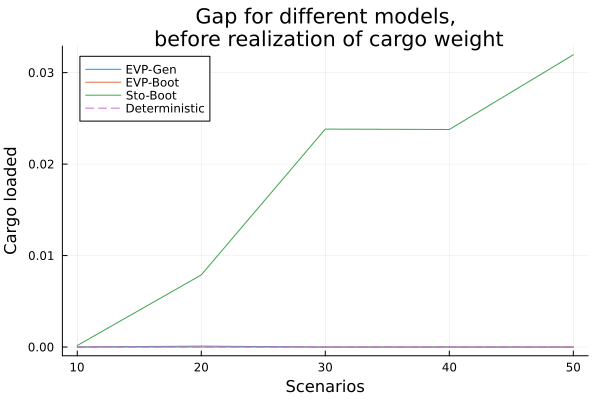 Gap for different models,
before realization of cargo weight
EVP-Gen
EVP-Boot
Sto-Boot
Deterministic
Cargo loaded
0.03
0.02
0.01
0.00
10 20 30 40 50
Scenarios